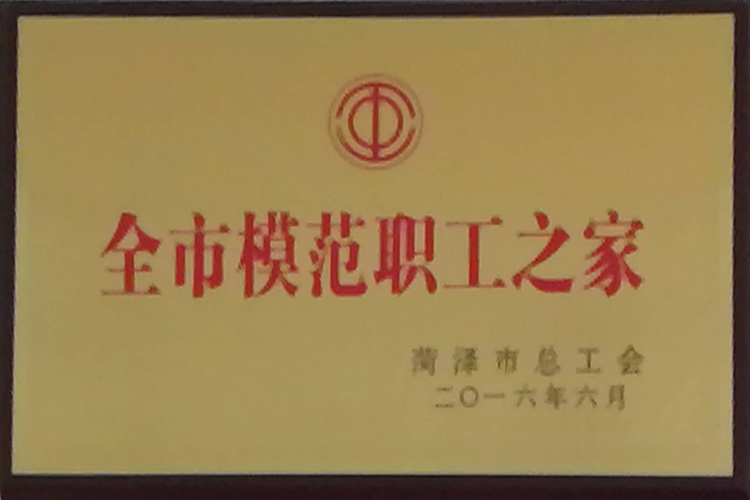 全市模范职工之家
菏泽市总工会
二〇一六年六月